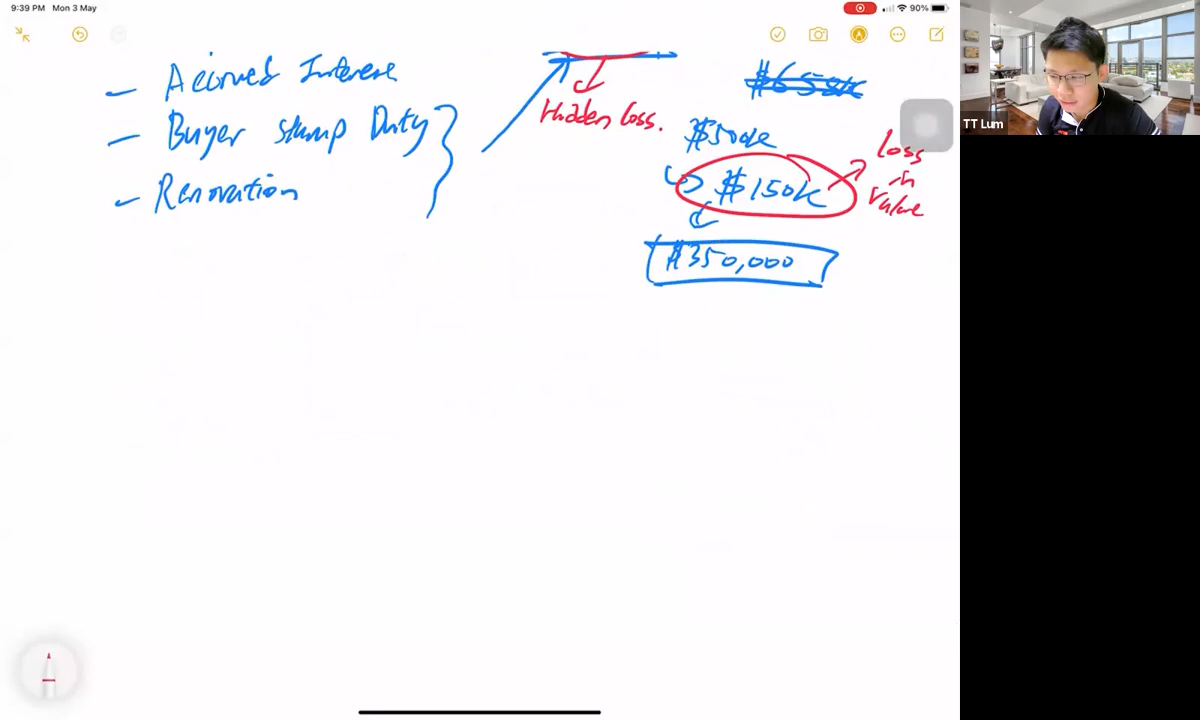 9:39 PM Mon 3 May
90%
- Accrued Interest
- Buyer Stamp Duty
- Renovation
Hidden loss.
$500k
$150k
loss
in
Value
$350,000
TT Lum